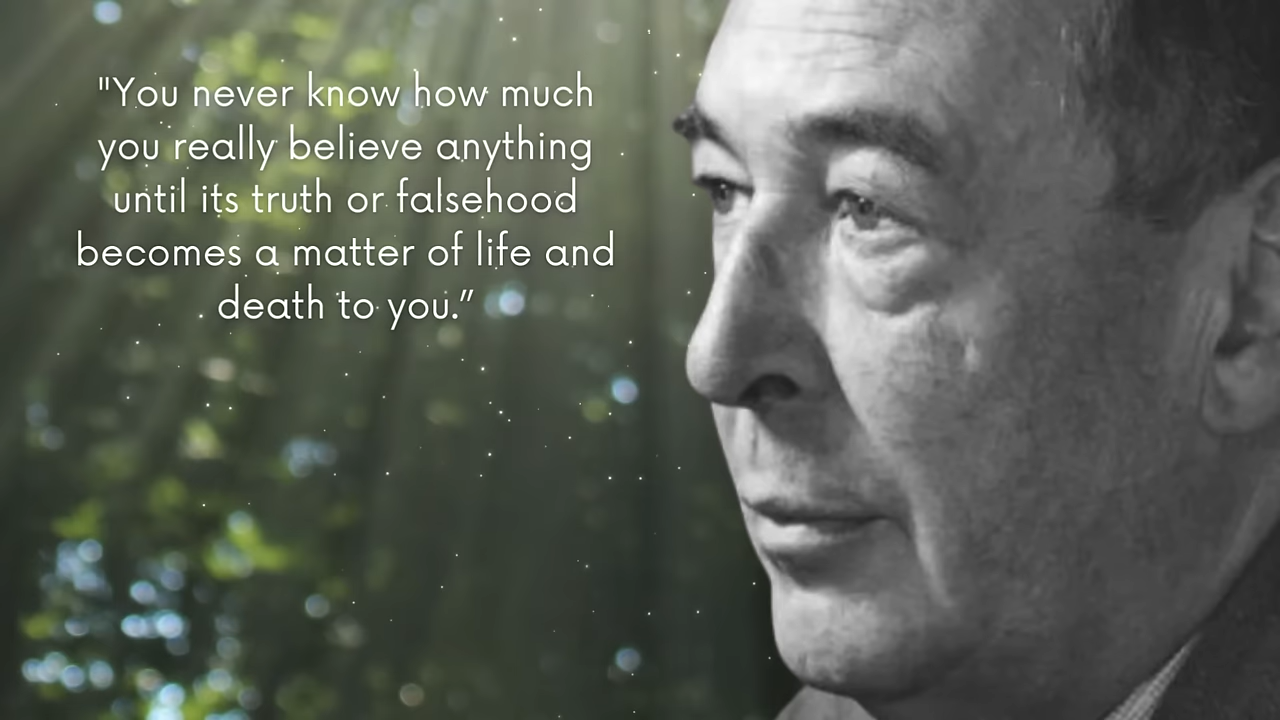 "You never know how much
you really believe anything
until its truth or falsehood
becomes a matter of life and
death to you.”